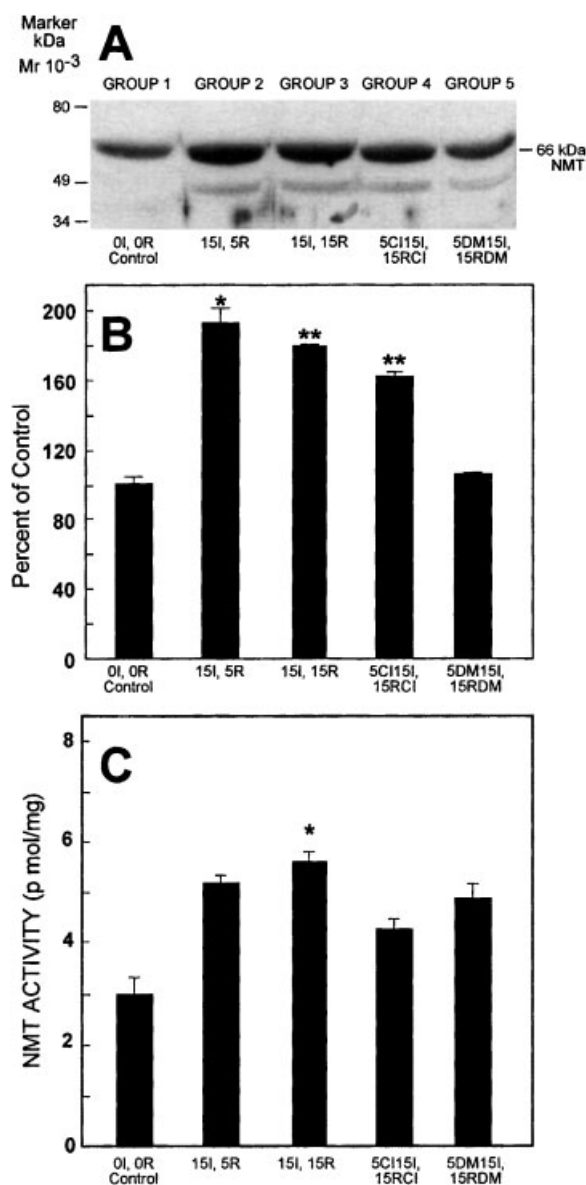 Marker
kDa
Mr 10⁻³
A
GROUP 1 GROUP 2 GROUP 3 GROUP 4 GROUP 5
80
49
34
66 kDa
NMT
0I, 0R
Control
15I, 5R
15I, 15R
5CI15I,
15RCI
5DM15I,
15RDM
B
Percent of Control
200
160
120
80
40
0
*
**
**
0I, 0R
Control
15I, 5R
15I, 15R
5CI15I,
15RCI
5DM15I,
15RDM
C
NMT ACTIVITY (p mol/mg)
8
6
4
2
0
*
0I, 0R
Control
15I, 5R
15I, 15R
5CI15I,
15RCI
5DM15I,
15RDM